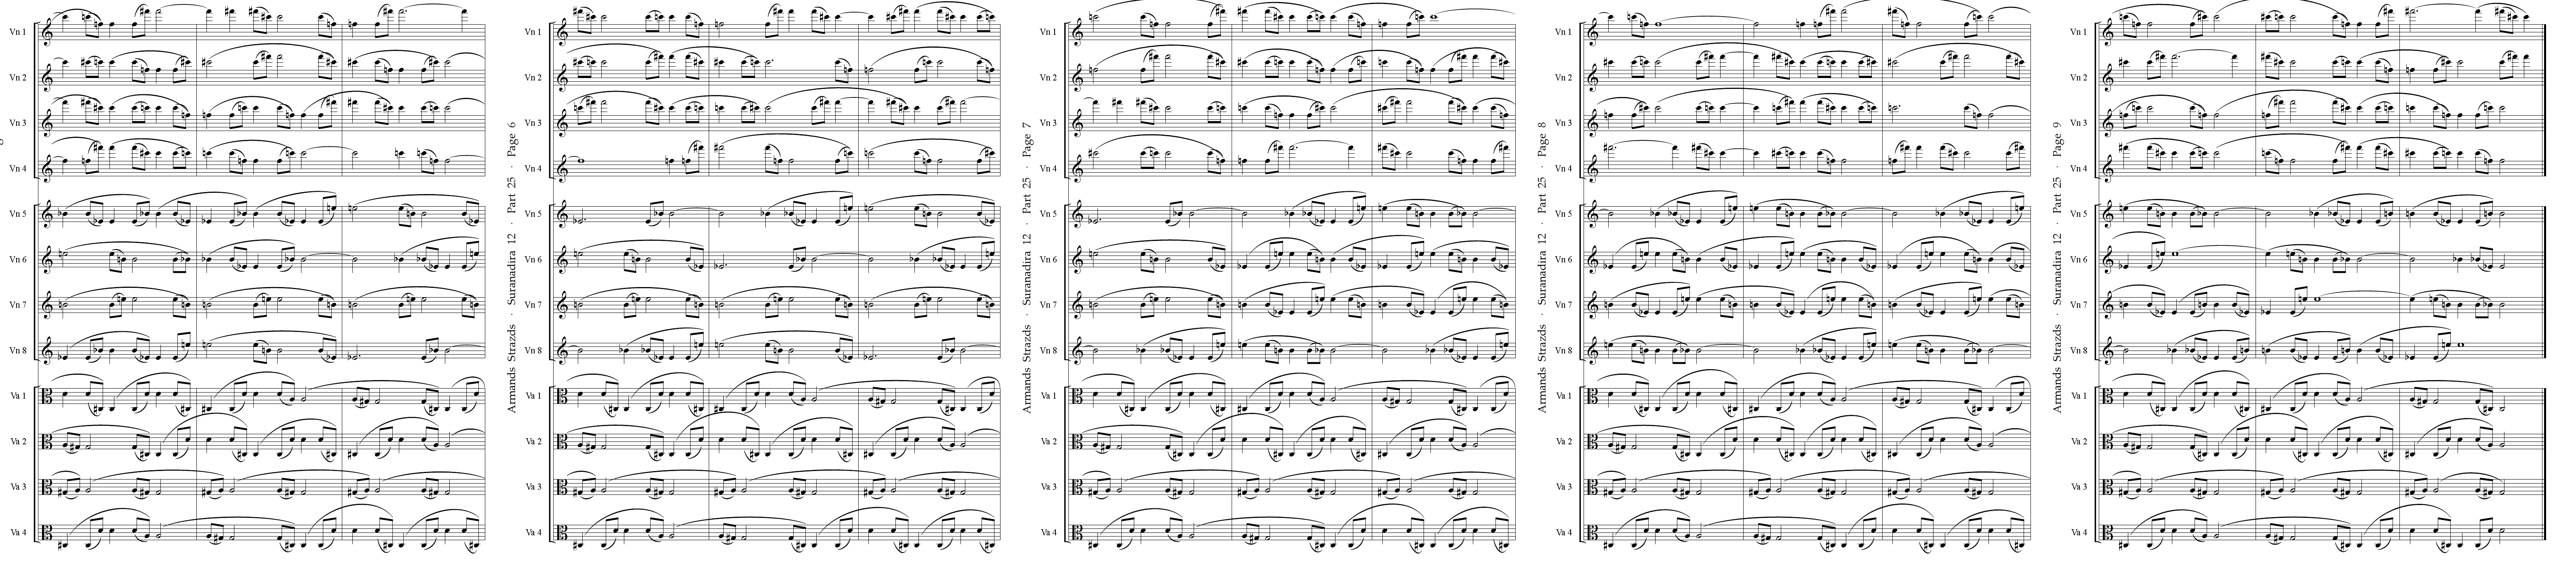 Vn 1
Vn 2
Vn 3
Vn 4
Vn 5
Vn 6
Vn 7
Vn 8
Va 1
Va 2
Va 3
Va 4
Armands Strazds · Suranadira 12 · Part 25 · Page 6
Vn 1
Vn 2
Vn 3
Vn 4
Vn 5
Vn 6
Vn 7
Vn 8
Va 1
Va 2
Va 3
Va 4
Armands Strazds · Suranadira 12 · Part 25 · Page 7
Vn 1
Vn 2
Vn 3
Vn 4
Vn 5
Vn 6
Vn 7
Vn 8
Va 1
Va 2
Va 3
Va 4
Armands Strazds · Suranadira 12 · Part 25 · Page 8
Vn 1
Vn 2
Vn 3
Vn 4
Vn 5
Vn 6
Vn 7
Vn 8
Va 1
Va 2
Va 3
Va 4
Armands Strazds · Suranadira 12 · Part 25 · Page 9
Vn 1
Vn 2
Vn 3
Vn 4
Vn 5
Vn 6
Vn 7
Vn 8
Va 1
Va 2
Va 3
Va 4